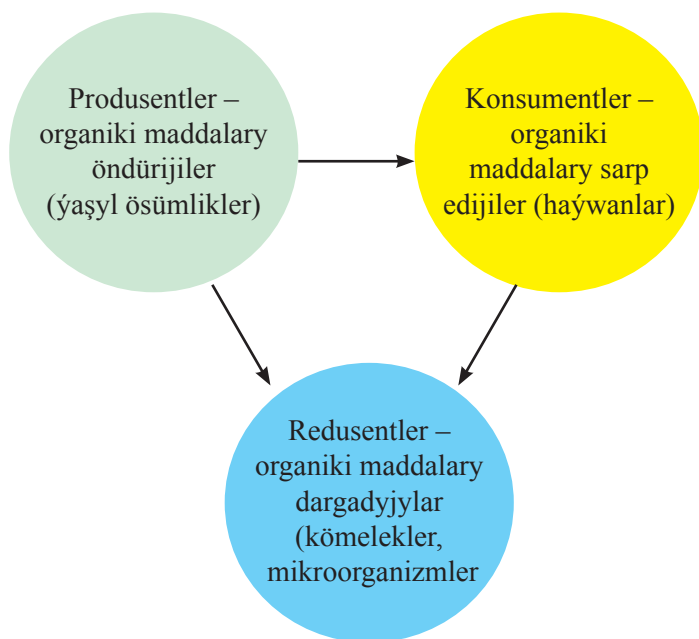 Produsentler –
organiki maddalary
öndürijiler
(ýaşyl ösümlikler)
Konsumentler –
organiki
maddalary sarp
edijiler (haýwanlar)
Redusentler –
organiki maddalary
dargadyjylar
(kömelekler,
mikroorganizmler